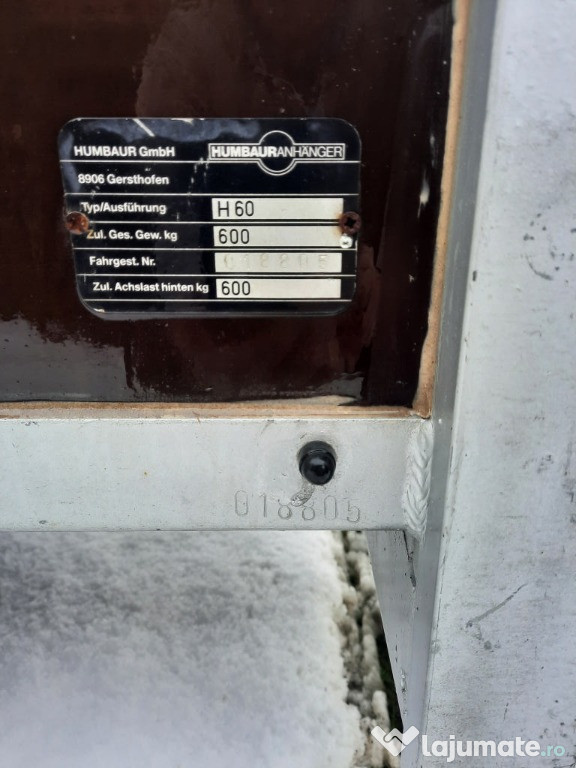 HUMBAUR GmbH HUMBAURANHÄNGER
8906 Gersthofen
Typ/Ausführung H 60
Zul. Ges. Gew. kg 600
Fahrgest. Nr. 018805
Zul. Achslast hinten kg 600
018805
lajumate.ro